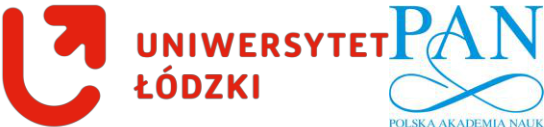 UNIWERSYTET
ŁÓDZKI
PAN
POLSKA AKADEMIA NAUK